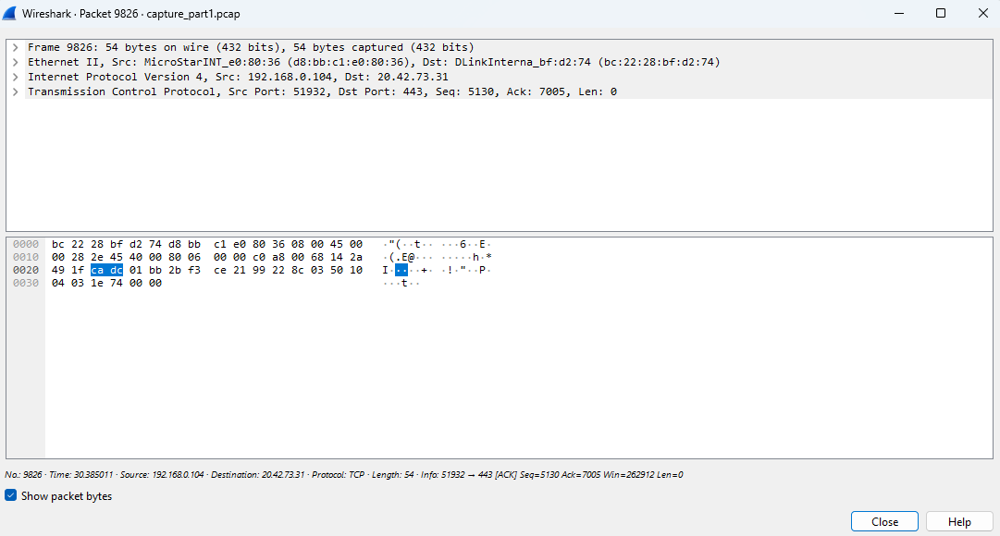 Wireshark · Packet 9826 · capture_part1.pcap
Frame 9826: 54 bytes on wire (432 bits), 54 bytes captured (432 bits)
Ethernet II, Src: MicroStarINT_e0:80:36 (d8:bb:c1:e0:80:36), Dst: DLinkInterna_bf:d2:74 (bc:22:28:bf:d2:74)
Internet Protocol Version 4, Src: 192.168.0.104, Dst: 20.42.73.31
Transmission Control Protocol, Src Port: 51932, Dst Port: 443, Seq: 5130, Ack: 7005, Len: 0
0000 bc 22 28 bf d2 74 d8 bb c1 e0 80 36 08 00 45 00 ·"(··t·· ···6··E·
0010 00 28 2e 45 40 00 80 06 00 00 c0 a8 00 68 14 2a ·(.E@··· ·····h·*
0020 49 1f ca dc 01 bb 2b f3 ce 21 99 22 8c 03 50 10 I·····+· ·!·"··P·
0030 04 03 1e 74 00 00 ···t··
No.: 9826 · Time: 30.385011 · Source: 192.168.0.104 · Destination: 20.42.73.31 · Protocol: TCP · Length: 54 · Info: 51932 → 443 [ACK] Seq=5130 Ack=7005 Win=262912 Len=0
Show packet bytes
Close Help